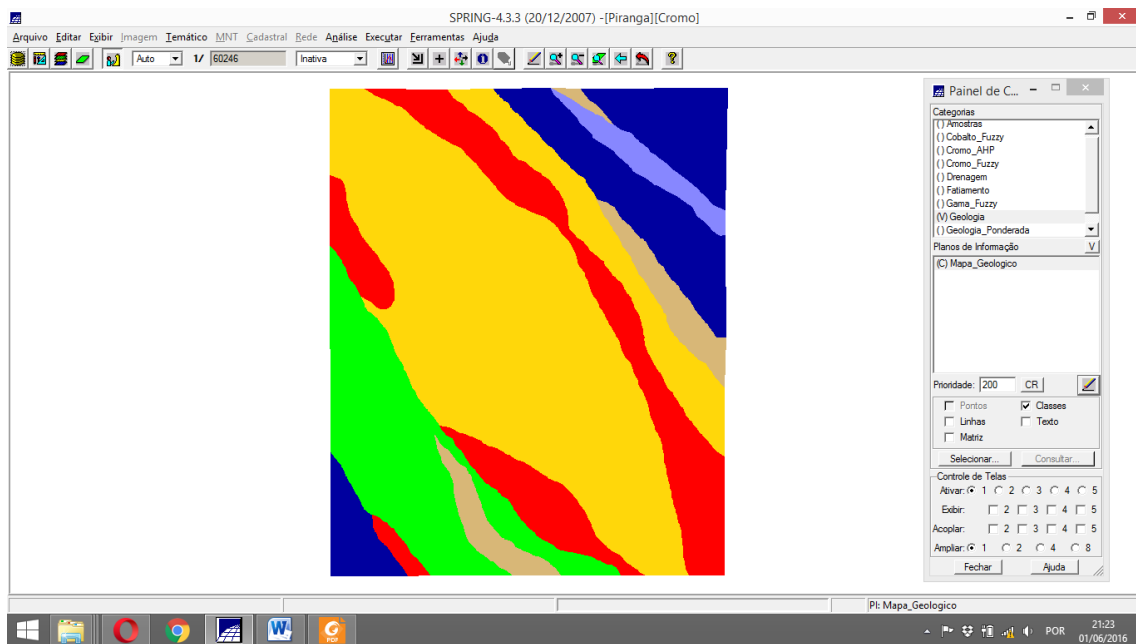 SPRING-4.3.3 (20/12/2007) -[Piranga][Cromo]
Arquivo Editar Exibir Imagem Temático MNT Cadastral Rede Análise Executar Ferramentas Ajuda
Auto 1/ 60246 Inativa
Painel de C...
Categorias
( ) Amostras
( ) Cobalto_Fuzzy
( ) Cromo_AHP
( ) Cromo_Fuzzy
( ) Drenagem
( ) Fatiamento
( ) Gama_Fuzzy
(V) Geologia
( ) Geologia_Ponderada
Planos de Informação V
(C) Mapa_Geologico
Prioridade: 200 CR
Pontos Classes
Linhas Texto
Matriz
Selecionar... Consultar...
Controle de Telas
Ativar: 1 2 3 4 5
Exibir: 2 3 4 5
Acoplar: 2 3 4 5
Ampliar: 1 2 4 8
Fechar Ajuda
PI: Mapa_Geologico
W PDF POR 21:23
01/06/2016